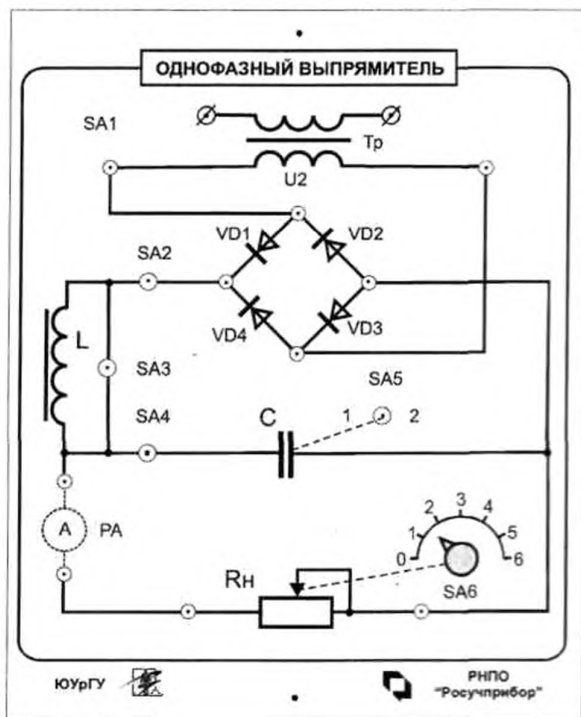 ОДНОФАЗНЫЙ ВЫПРЯМИТЕЛЬ
SA1
Тр
U2
VD1
VD2
SA2
VD4
VD3
L
SA3
SA5
SA4
C
1
2
A
PA
0
1
2
3
4
5
6
Rн
SA6
ЮУрГУ
РНПО
"Росучприбор"